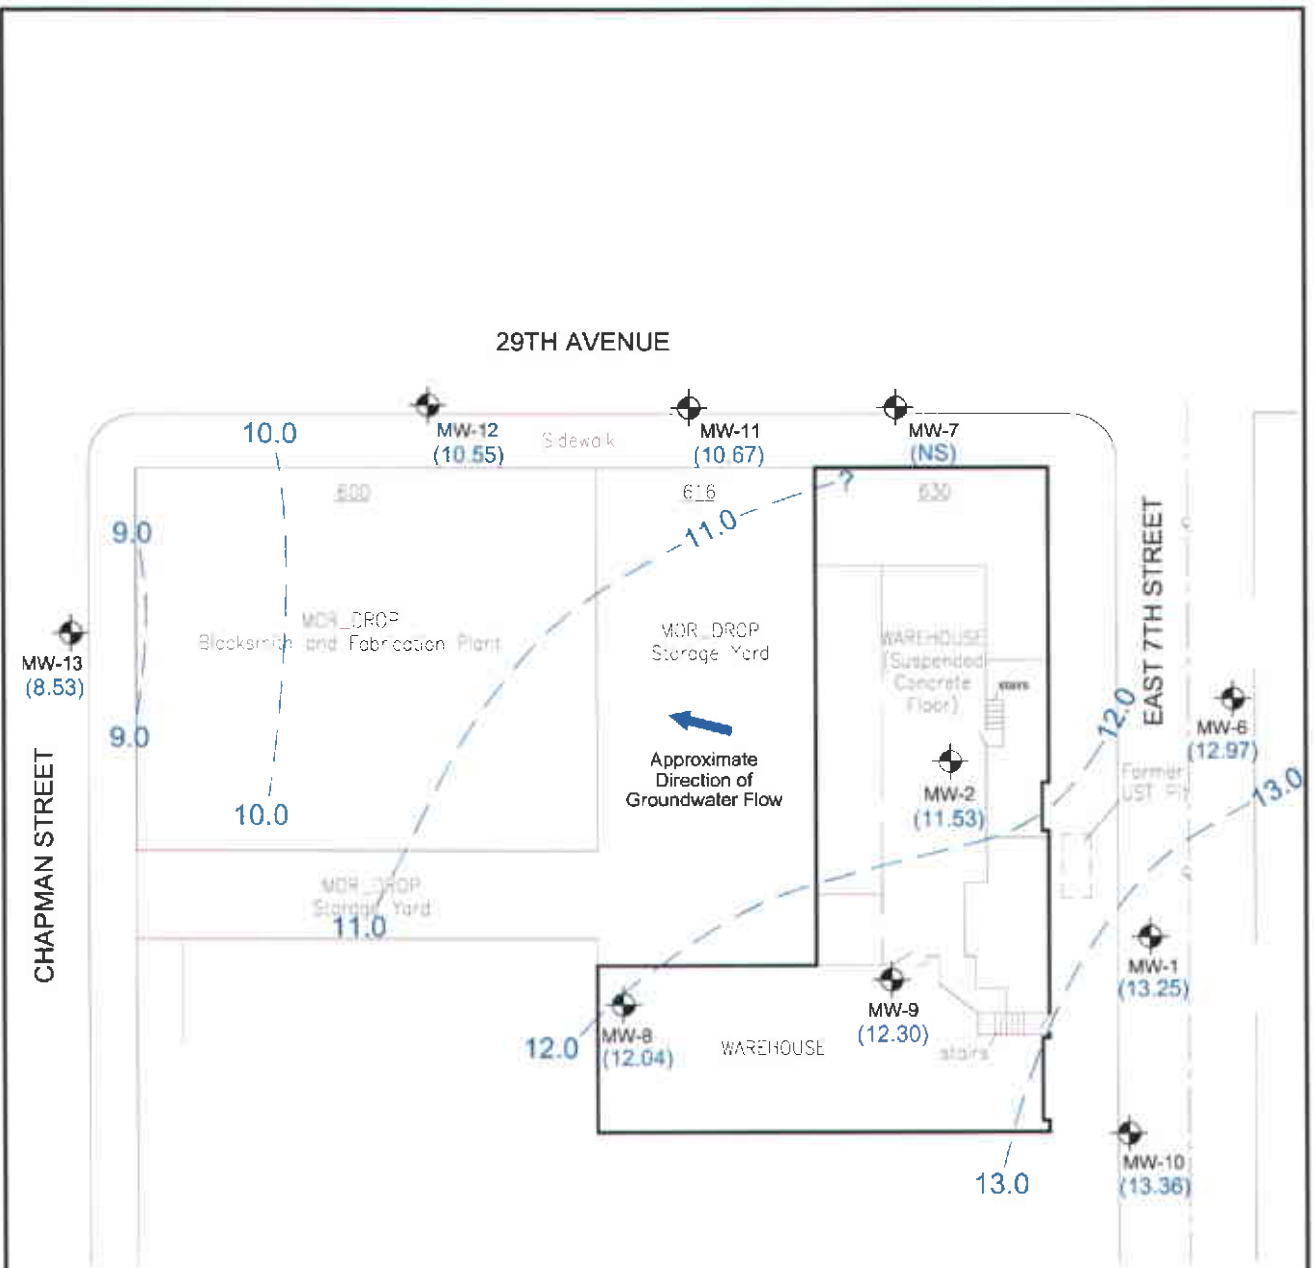 29TH AVENUE
MW-12
(10.55)
Sidewalk
MW-11
(10.67)
MW-7
(NS)
10.0
600
616
?
630
9.0
11.0
EAST 7TH STREET
MOR_DROP
Blacksmith and Fabrication Plant
MOR_DROP
Storage Yard
WAREHOUSE
(Suspended
Concrete
Floor)
stairs
MW-13
(8.53)
12.0
MW-6
(12.97)
9.0
CHAPMAN STREET
Approximate
Direction of
Groundwater Flow
MW-2
(11.53)
Former
UST Pit
13.0
10.0
MOR_DROP
Storage Yard
11.0
MW-1
(13.25)
MW-9
(12.30)
12.0
MW-8
(12.04)
WAREHOUSE
stairs
MW-10
(13.36)
13.0